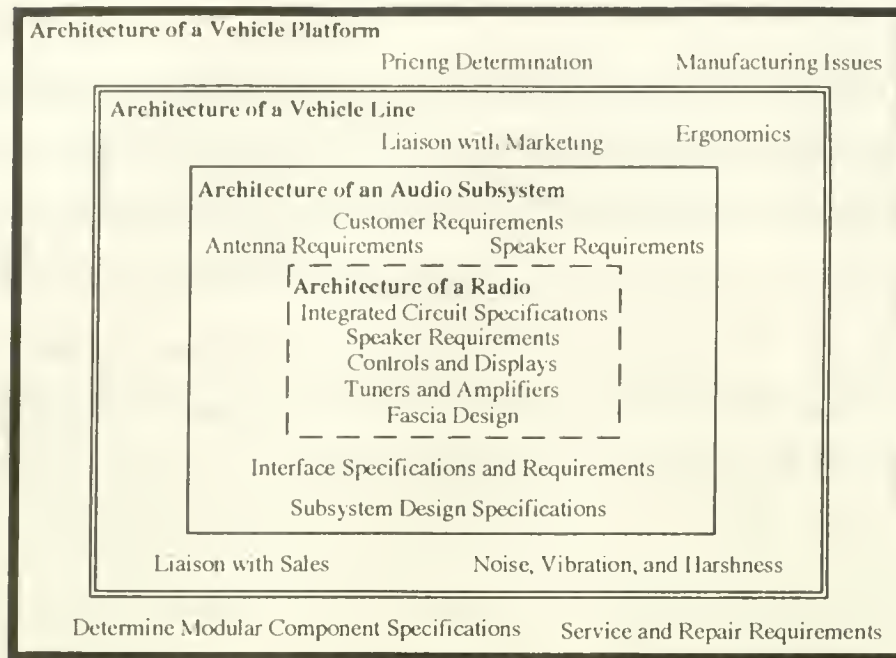 Architecture of a Vehicle Platform
Pricing Determination Manufacturing Issues
Architecture of a Vehicle Line
Liaison with Marketing Ergonomics
Architecture of an Audio Subsystem
Customer Requirements
Antenna Requirements Speaker Requirements
Architecture of a Radio
Integrated Circuit Specifications
Speaker Requirements
Controls and Displays
Tuners and Amplifiers
Fascia Design
Interface Specifications and Requirements
Subsystem Design Specifications
Liaison with Sales Noise, Vibration, and Harshness
Determine Modular Component Specifications Service and Repair Requirements